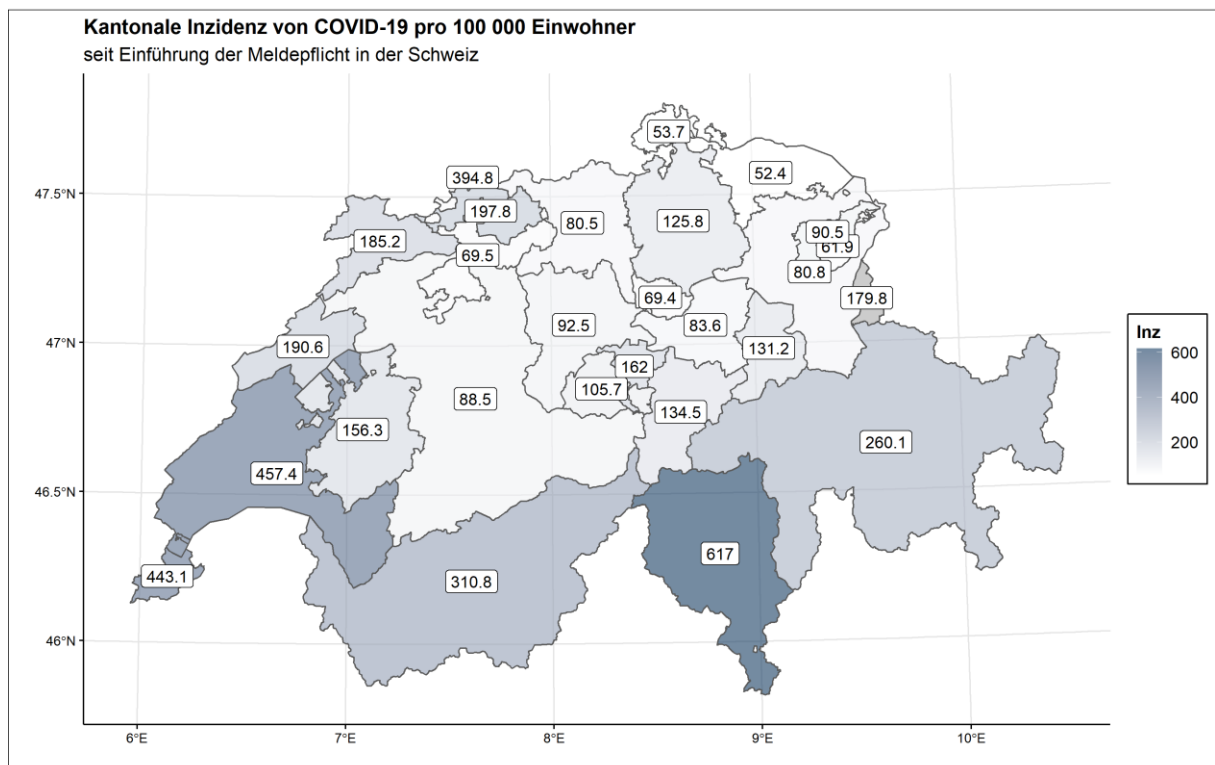 Kantonale Inzidenz von COVID-19 pro 100 000 Einwohner
seit Einführung der Meldepflicht in der Schweiz
53.7
394.8
52.4
47.5°N
197.8
80.5
125.8
90.5
185.2
61.9
69.5
80.8
69.4
179.8
92.5
83.6
47°N
190.6
131.2
Inz
162
600
105.7
88.5
134.5
400
156.3
260.1
200
457.4
46.5°N
617
443.1
310.8
46°N
6°E
7°E
8°E
9°E
10°E